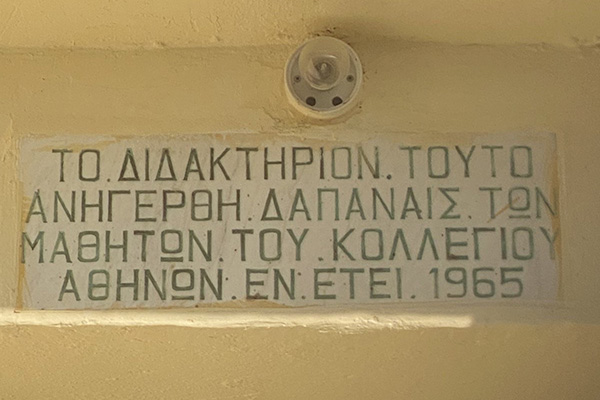 ΤΟ.ΔΙΔΑΚΤΗΡΙΟΝ.ΤΟΥΤΟ
ΑΝΗΓΕΡΘΗ.ΔΑΠΑΝΑΙΣ.ΤΩΝ
ΜΑΘΗΤΩΝ.ΤΟΥ.ΚΟΛΛΕΓΙΟΥ
ΑΘΗΝΩΝ.ΕΝ.ΕΤΕΙ.1965